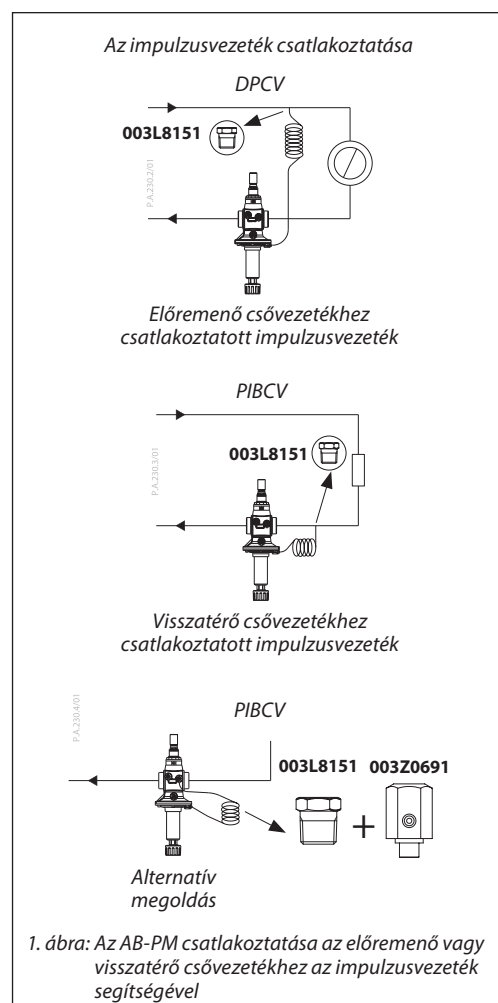 Az impulzusvezeték csatlakoztatása
DPCV
003L8151
P.A.230.2/01
Előremenő csővezetékhez
csatlakoztatott impulzusvezeték
PIBCV
003L8151
P.A.230.3/01
Visszatérő csővezetékhez
csatlakoztatott impulzusvezeték
P.A.230.4/01
PIBCV
003L8151 003Z0691
+
Alternatív
megoldás
1. ábra: Az AB-PM csatlakoztatása az előremenő vagy
visszatérő csővezetékhez az impulzusvezeték
segítségével